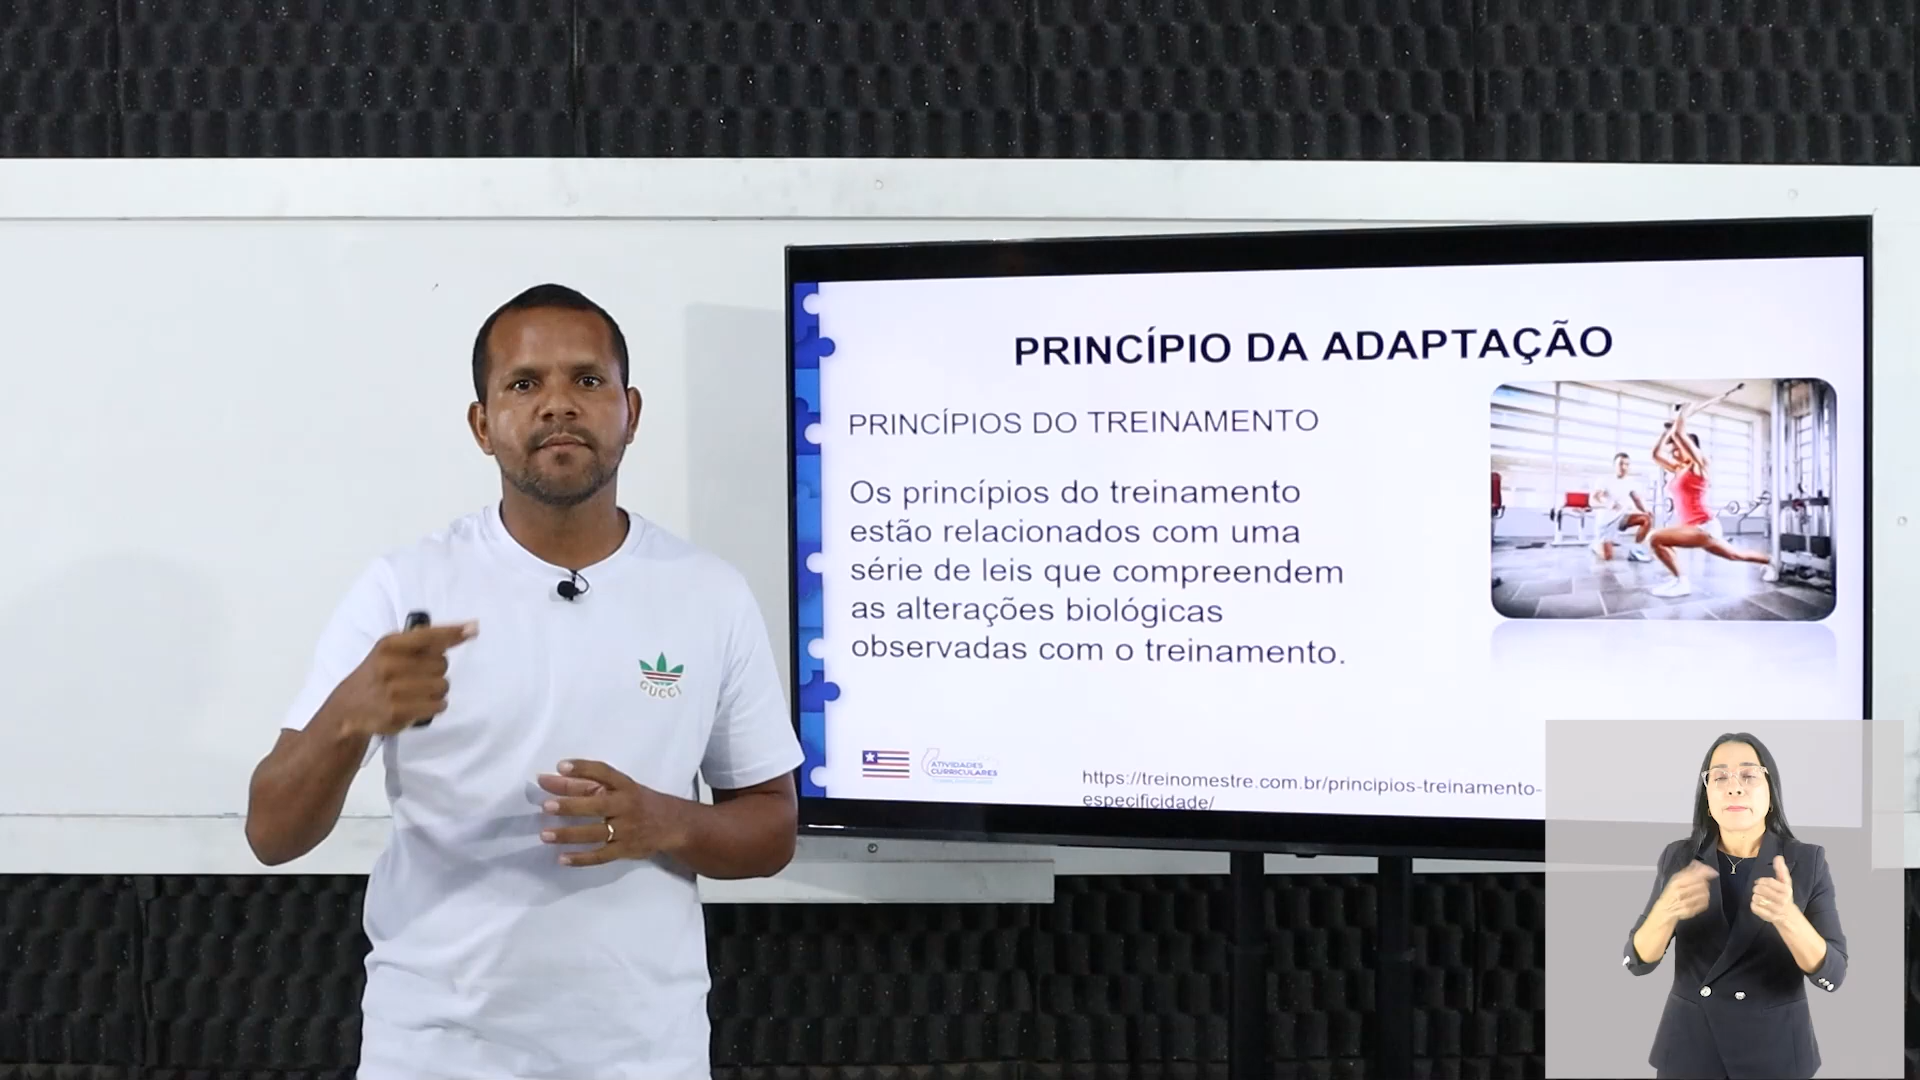 PRINCÍPIO DA ADAPTAÇÃO
PRINCÍPIOS DO TREINAMENTO
Os princípios do treinamento
estão relacionados com uma
série de leis que compreendem
as alterações biológicas
observadas com o treinamento.
ATIVIDADES
CURRICULARES
https://treinomestre.com.br/principios-treinamento-
especificidade/
GUCCI